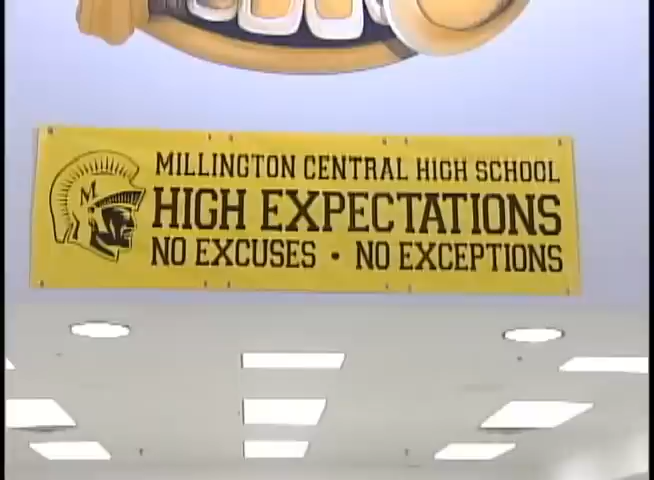 MILLINGTON CENTRAL HIGH SCHOOL
HIGH EXPECTATIONS
NO EXCUSES • NO EXCEPTIONS
M